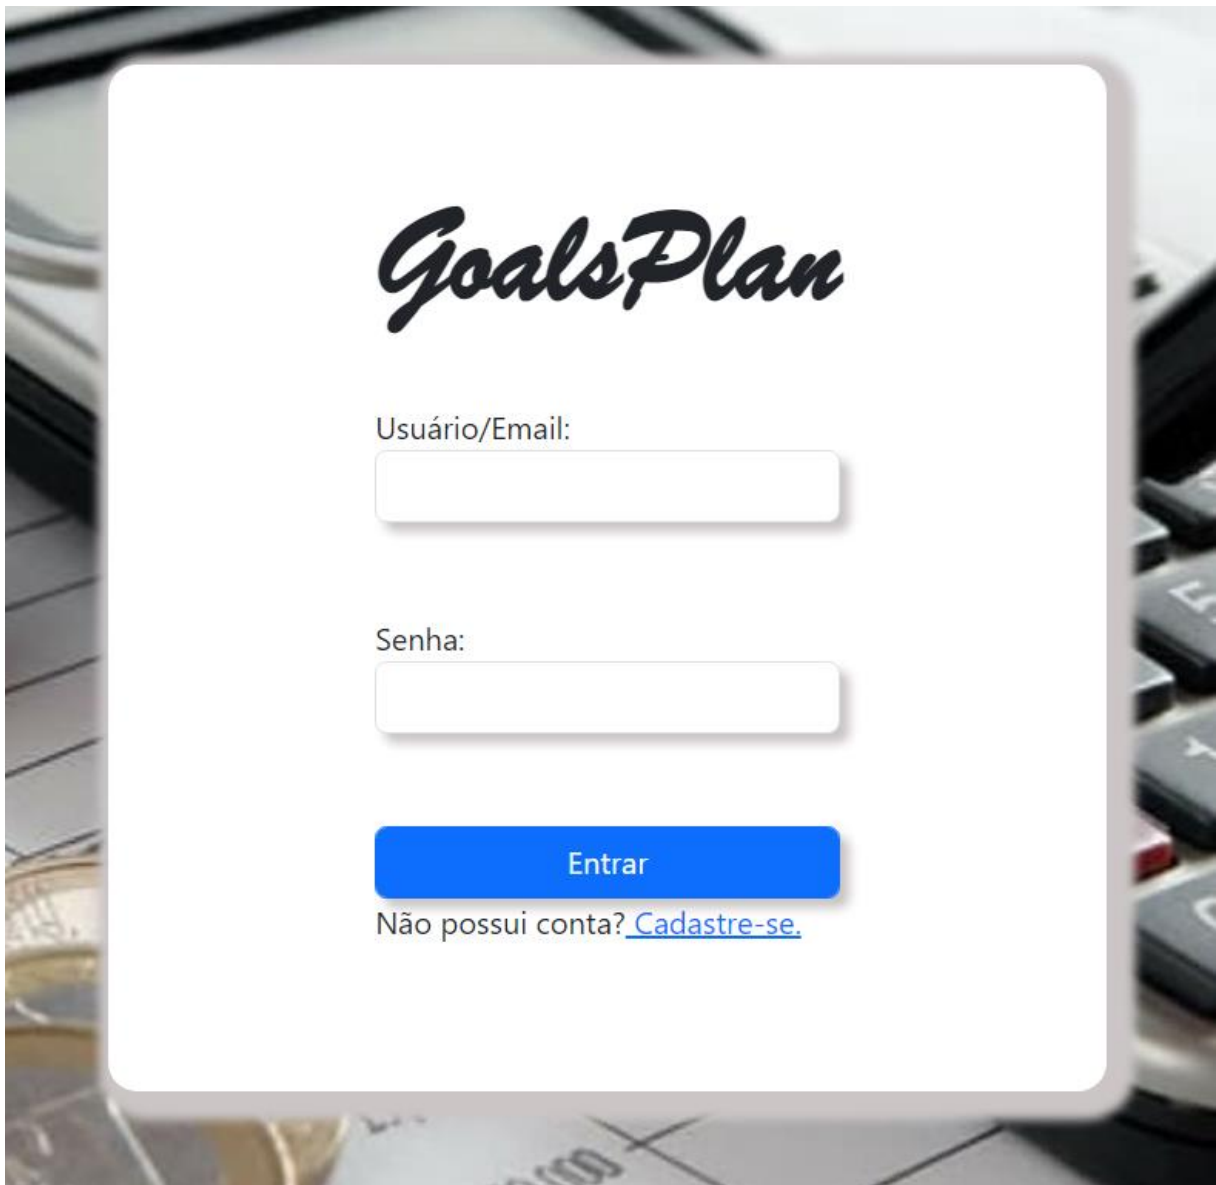 GoalsPlan
Usuário/Email:
Senha:
Entrar
Não possui conta? Cadastre-se.